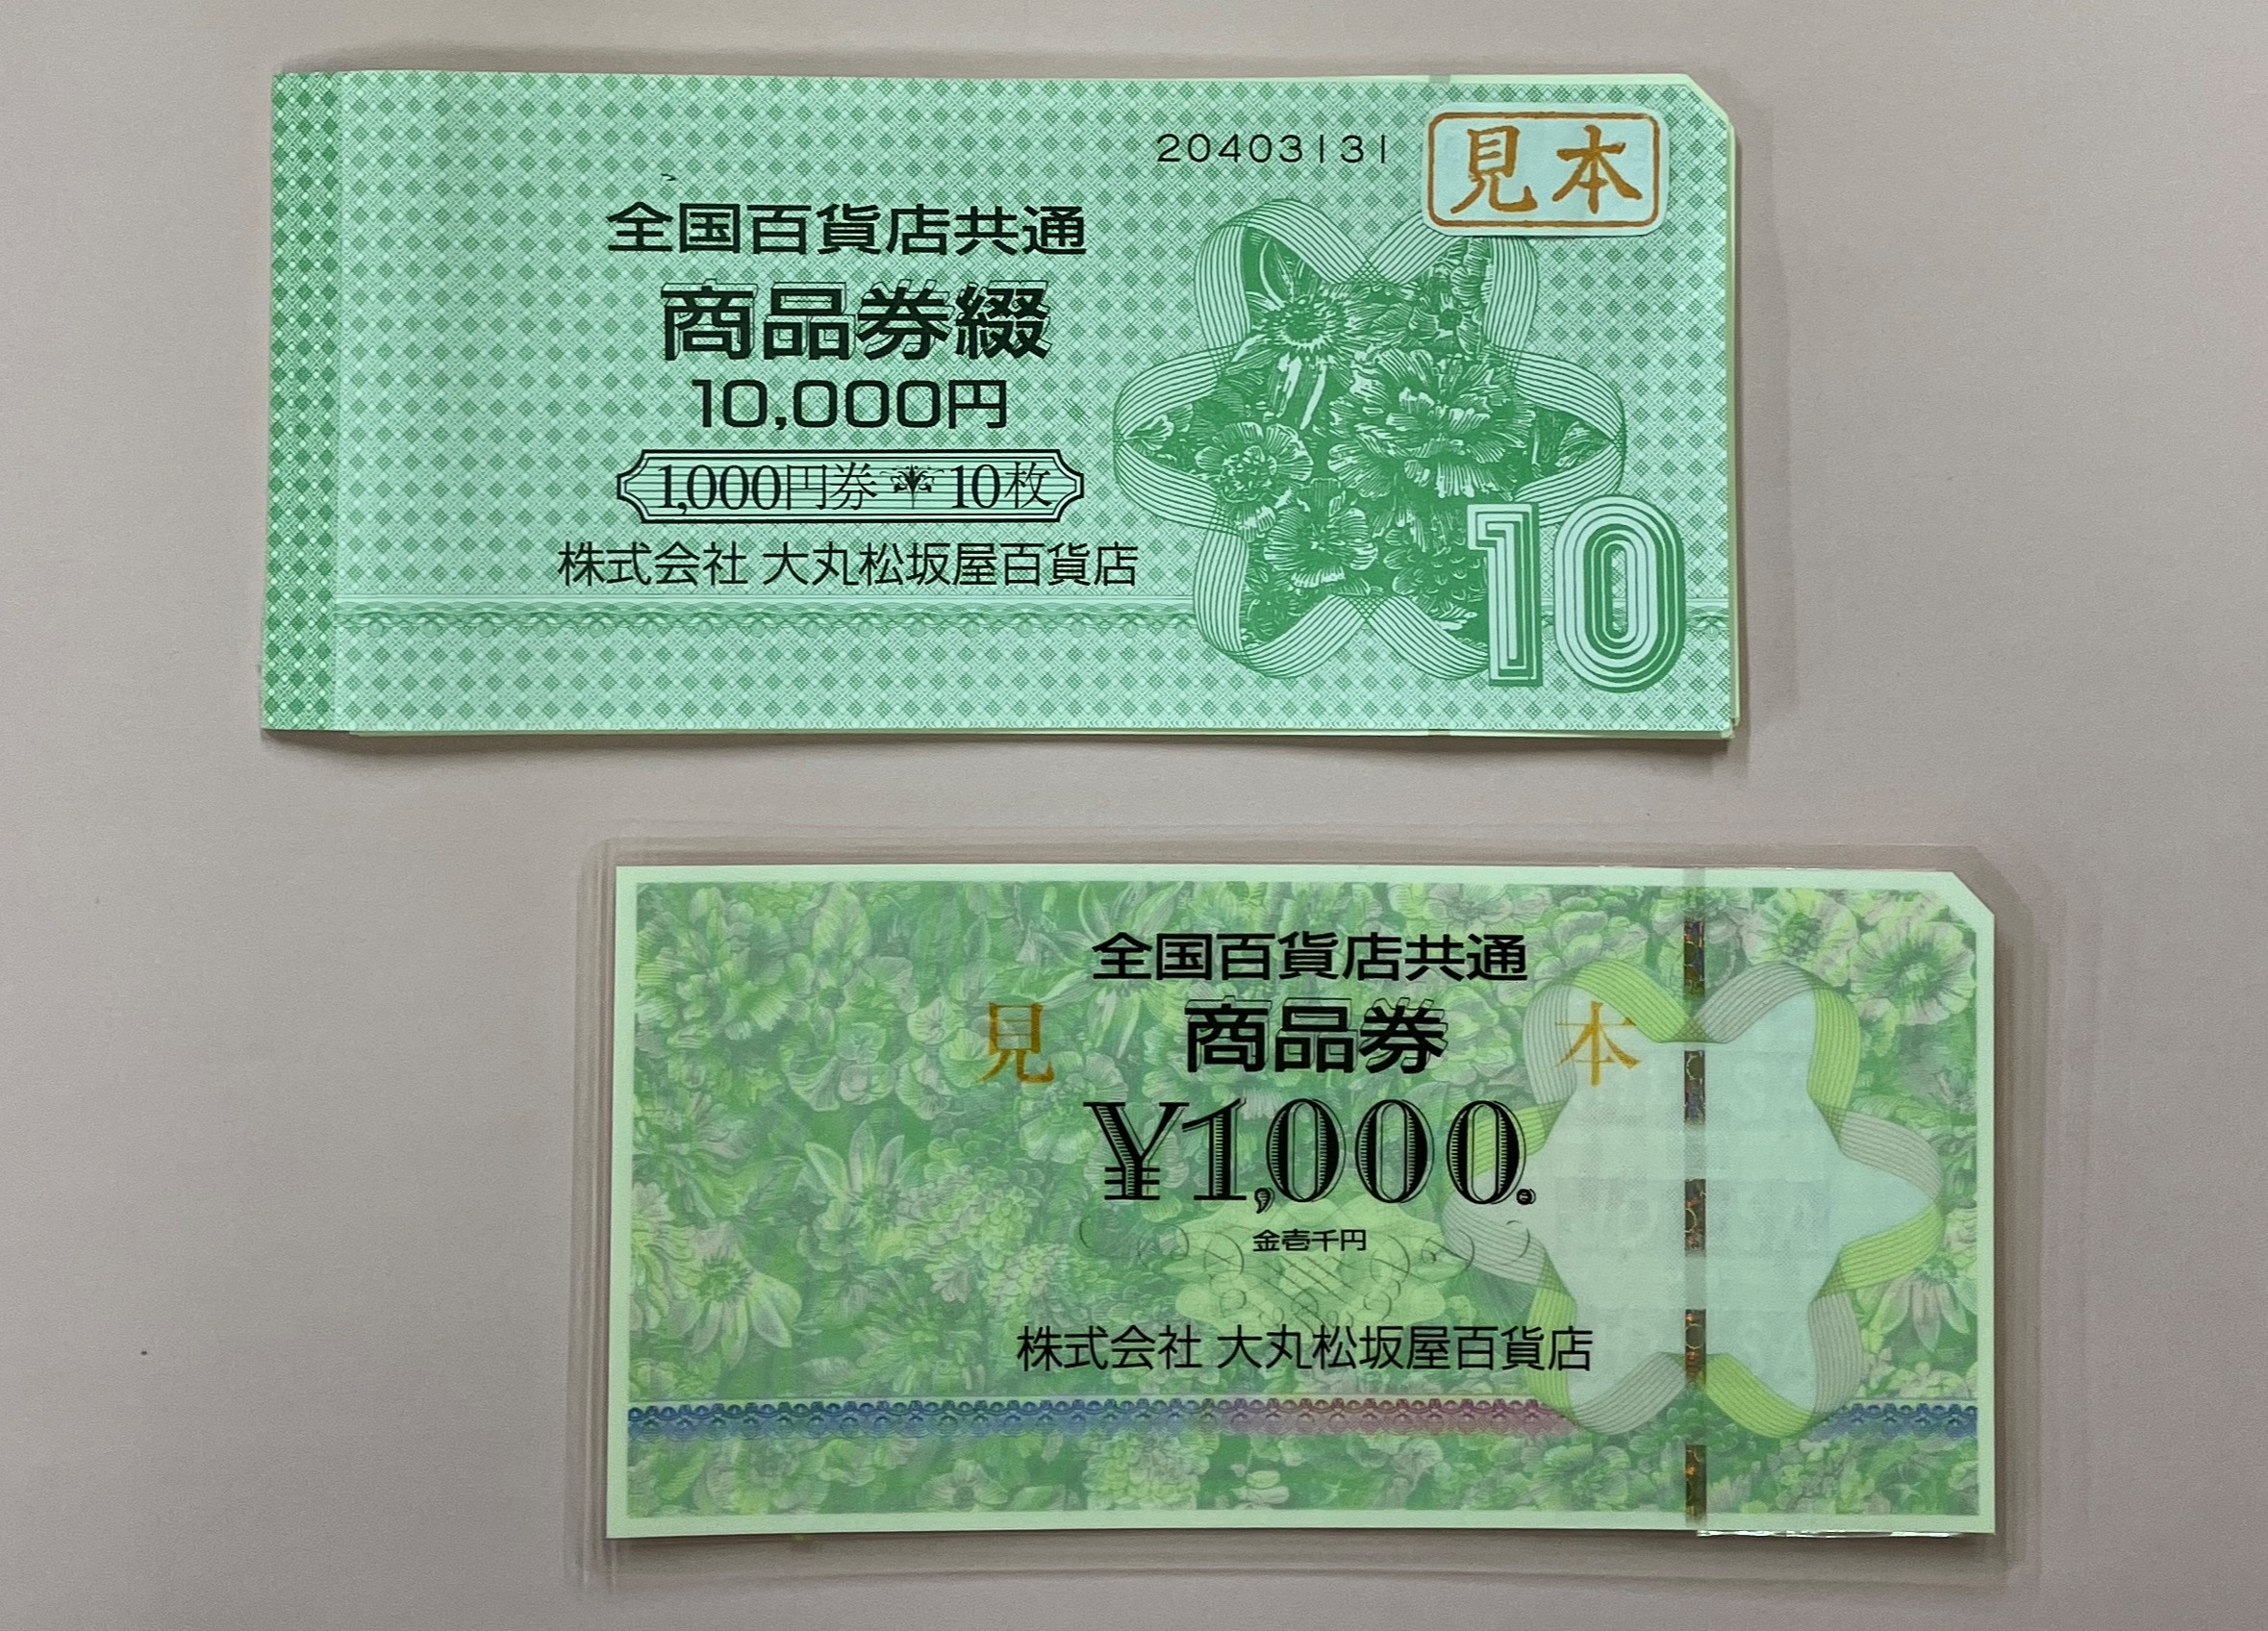 20403131
見本
全国百貨店共通
商品券綴
10,000円
1,000円券 10枚
株式会社 大丸松坂屋百貨店
10
全国百貨店共通
見 商品券 本
¥1,000.
金壱千円
株式会社 大丸松坂屋百貨店